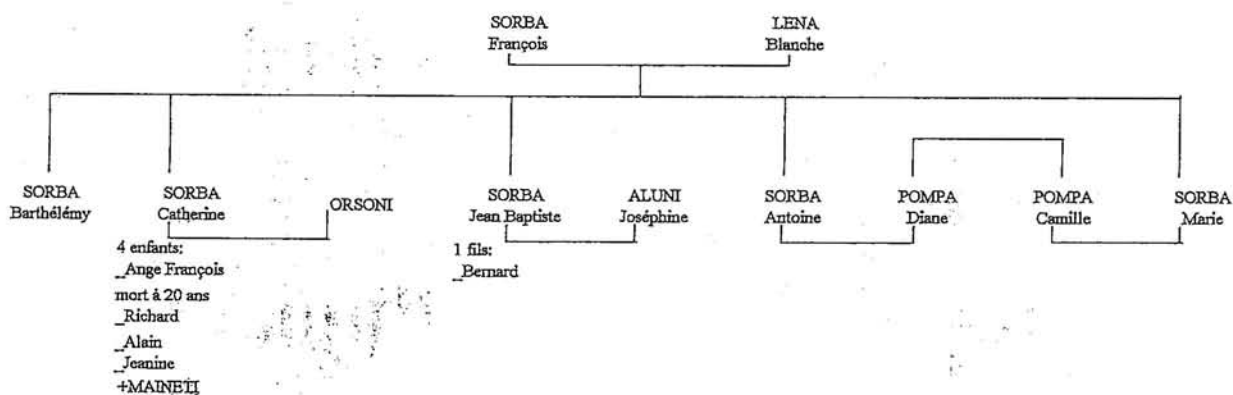 SORBA
François
LENA
Blanche
SORBA
Barthélémy
SORBA
Catherine
ORSONI
SORBA
Jean Baptiste
ALUNI
Joséphine
SORBA
Antoine
POMPA
Diane
POMPA
Camille
SORBA
Marie
4 enfants:
_Ange François
mort à 20 ans
_Richard
_Alain
_Jeanine
+MAINETI
1 fils:
_Bernard